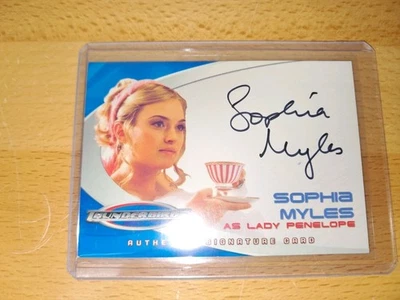 Sophia
Myles
SOPHIA
MYLES
THUNDERBIRDS
AS LADY PENELOPE
AUTHENTIC SIGNATURE CARD